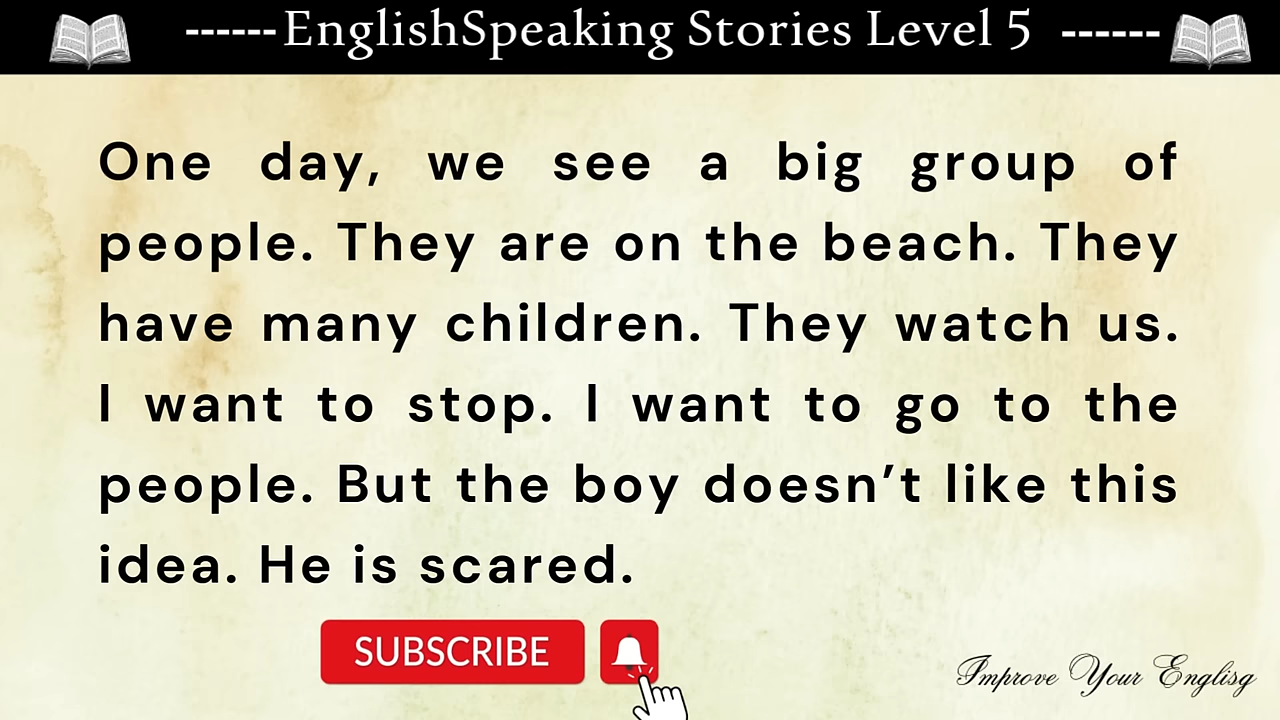 ------EnglishSpeaking Stories Level 5 ------
One day, we see a big group of
people. They are on the beach. They
have many children. They watch us.
I want to stop. I want to go to the
people. But the boy doesn’t like this
idea. He is scared.
SUBSCRIBE
Improve Your Englisg